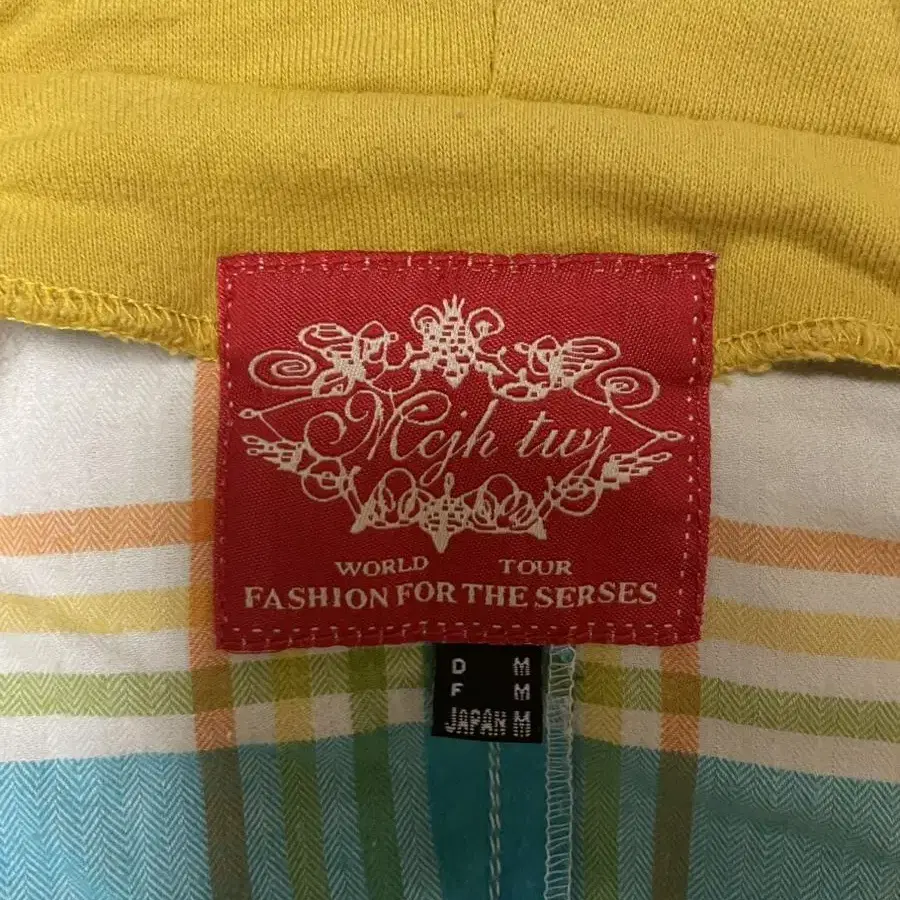 Mcjh twy
WORLD TOUR
FASHION FOR THE SERSES
D M
F M
JAPAN M